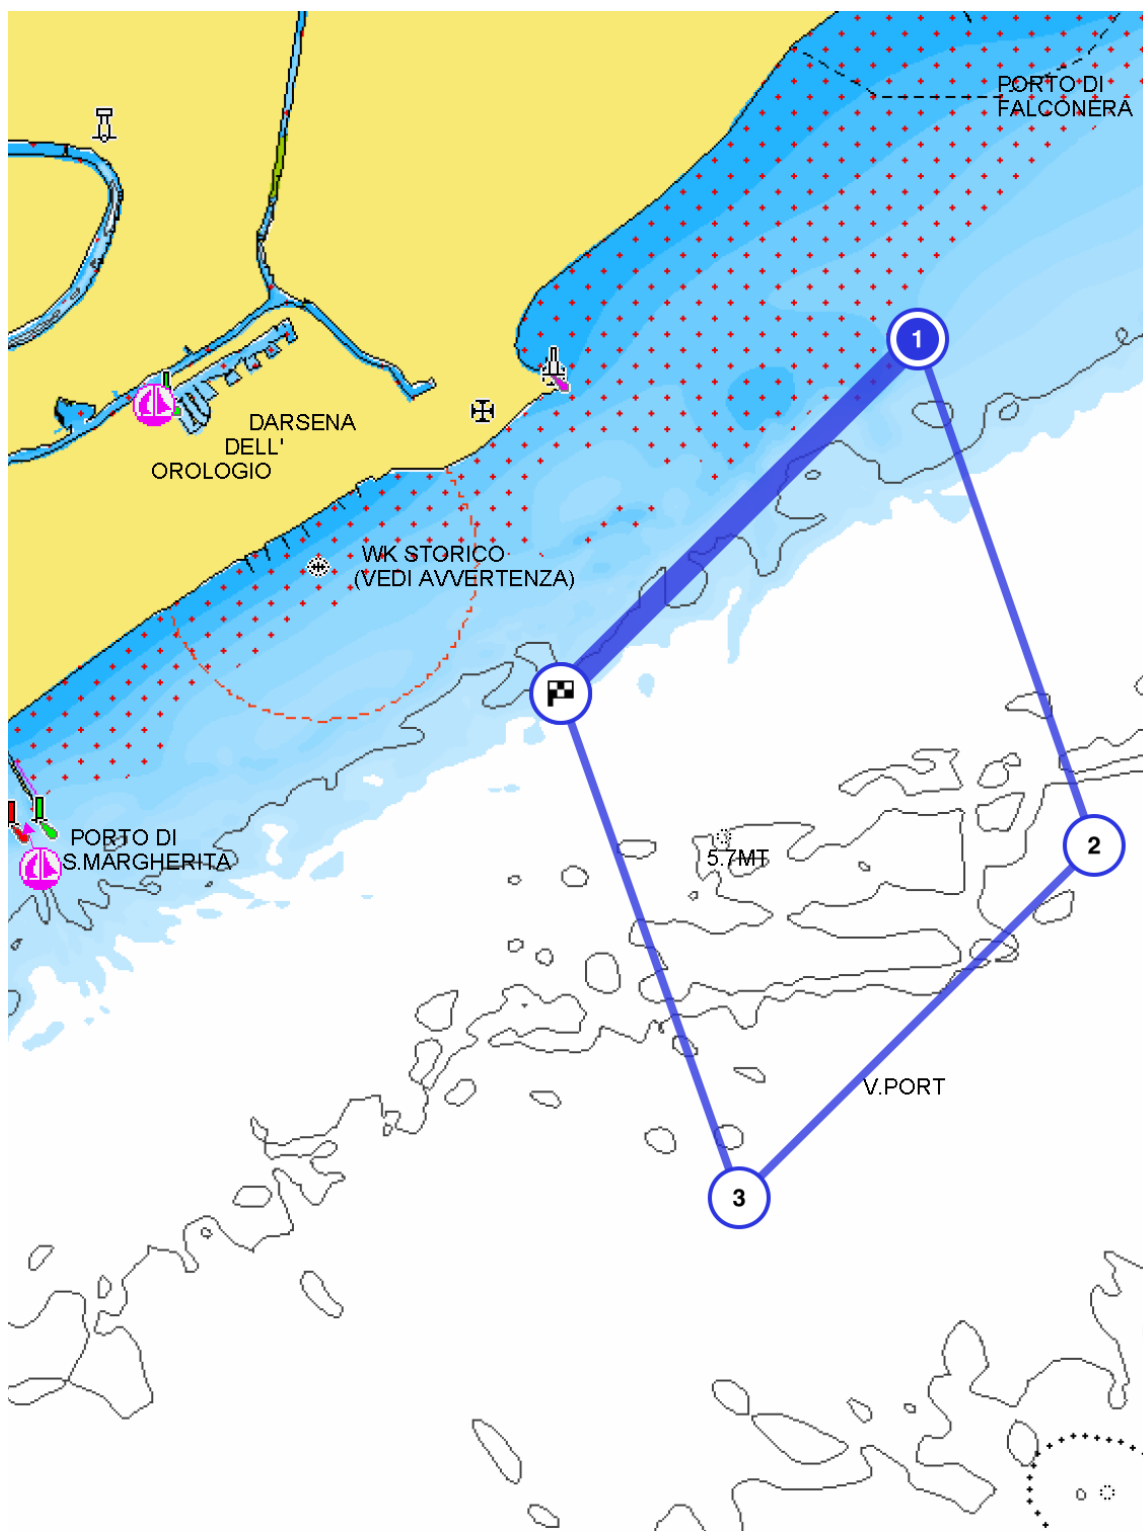 PORTO DI
FALCONERA
1
DARSENA
DELL'
OROLOGIO
WK STORICO
(VEDI AVVERTENZA)
PORTO DI
S.MARGHERITA
5.7MT
2
V.PORT
3